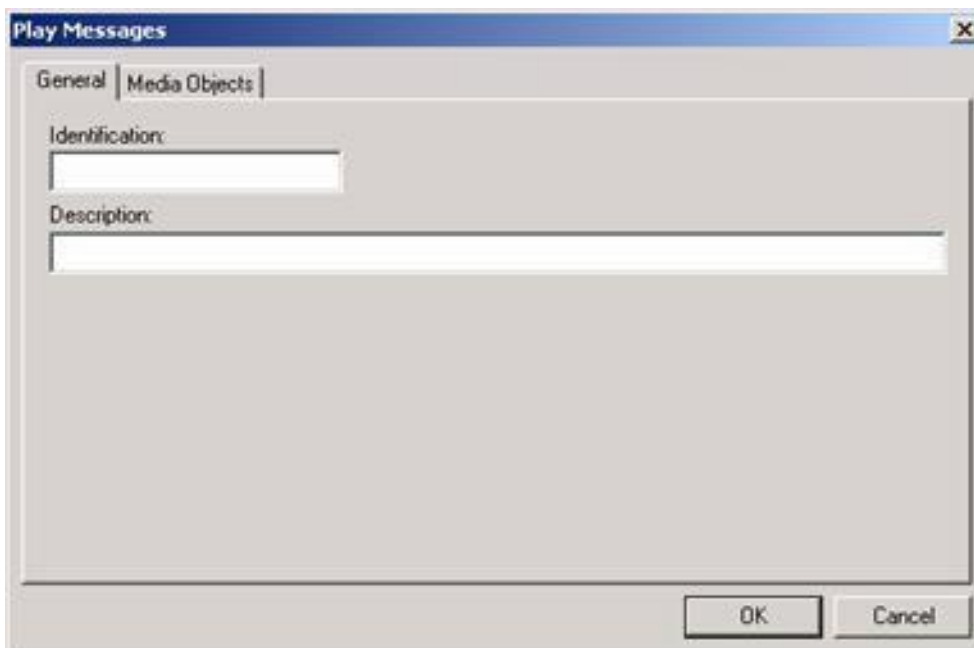 Play Messages
General Media Objects
Identification:
Description:
OK Cancel